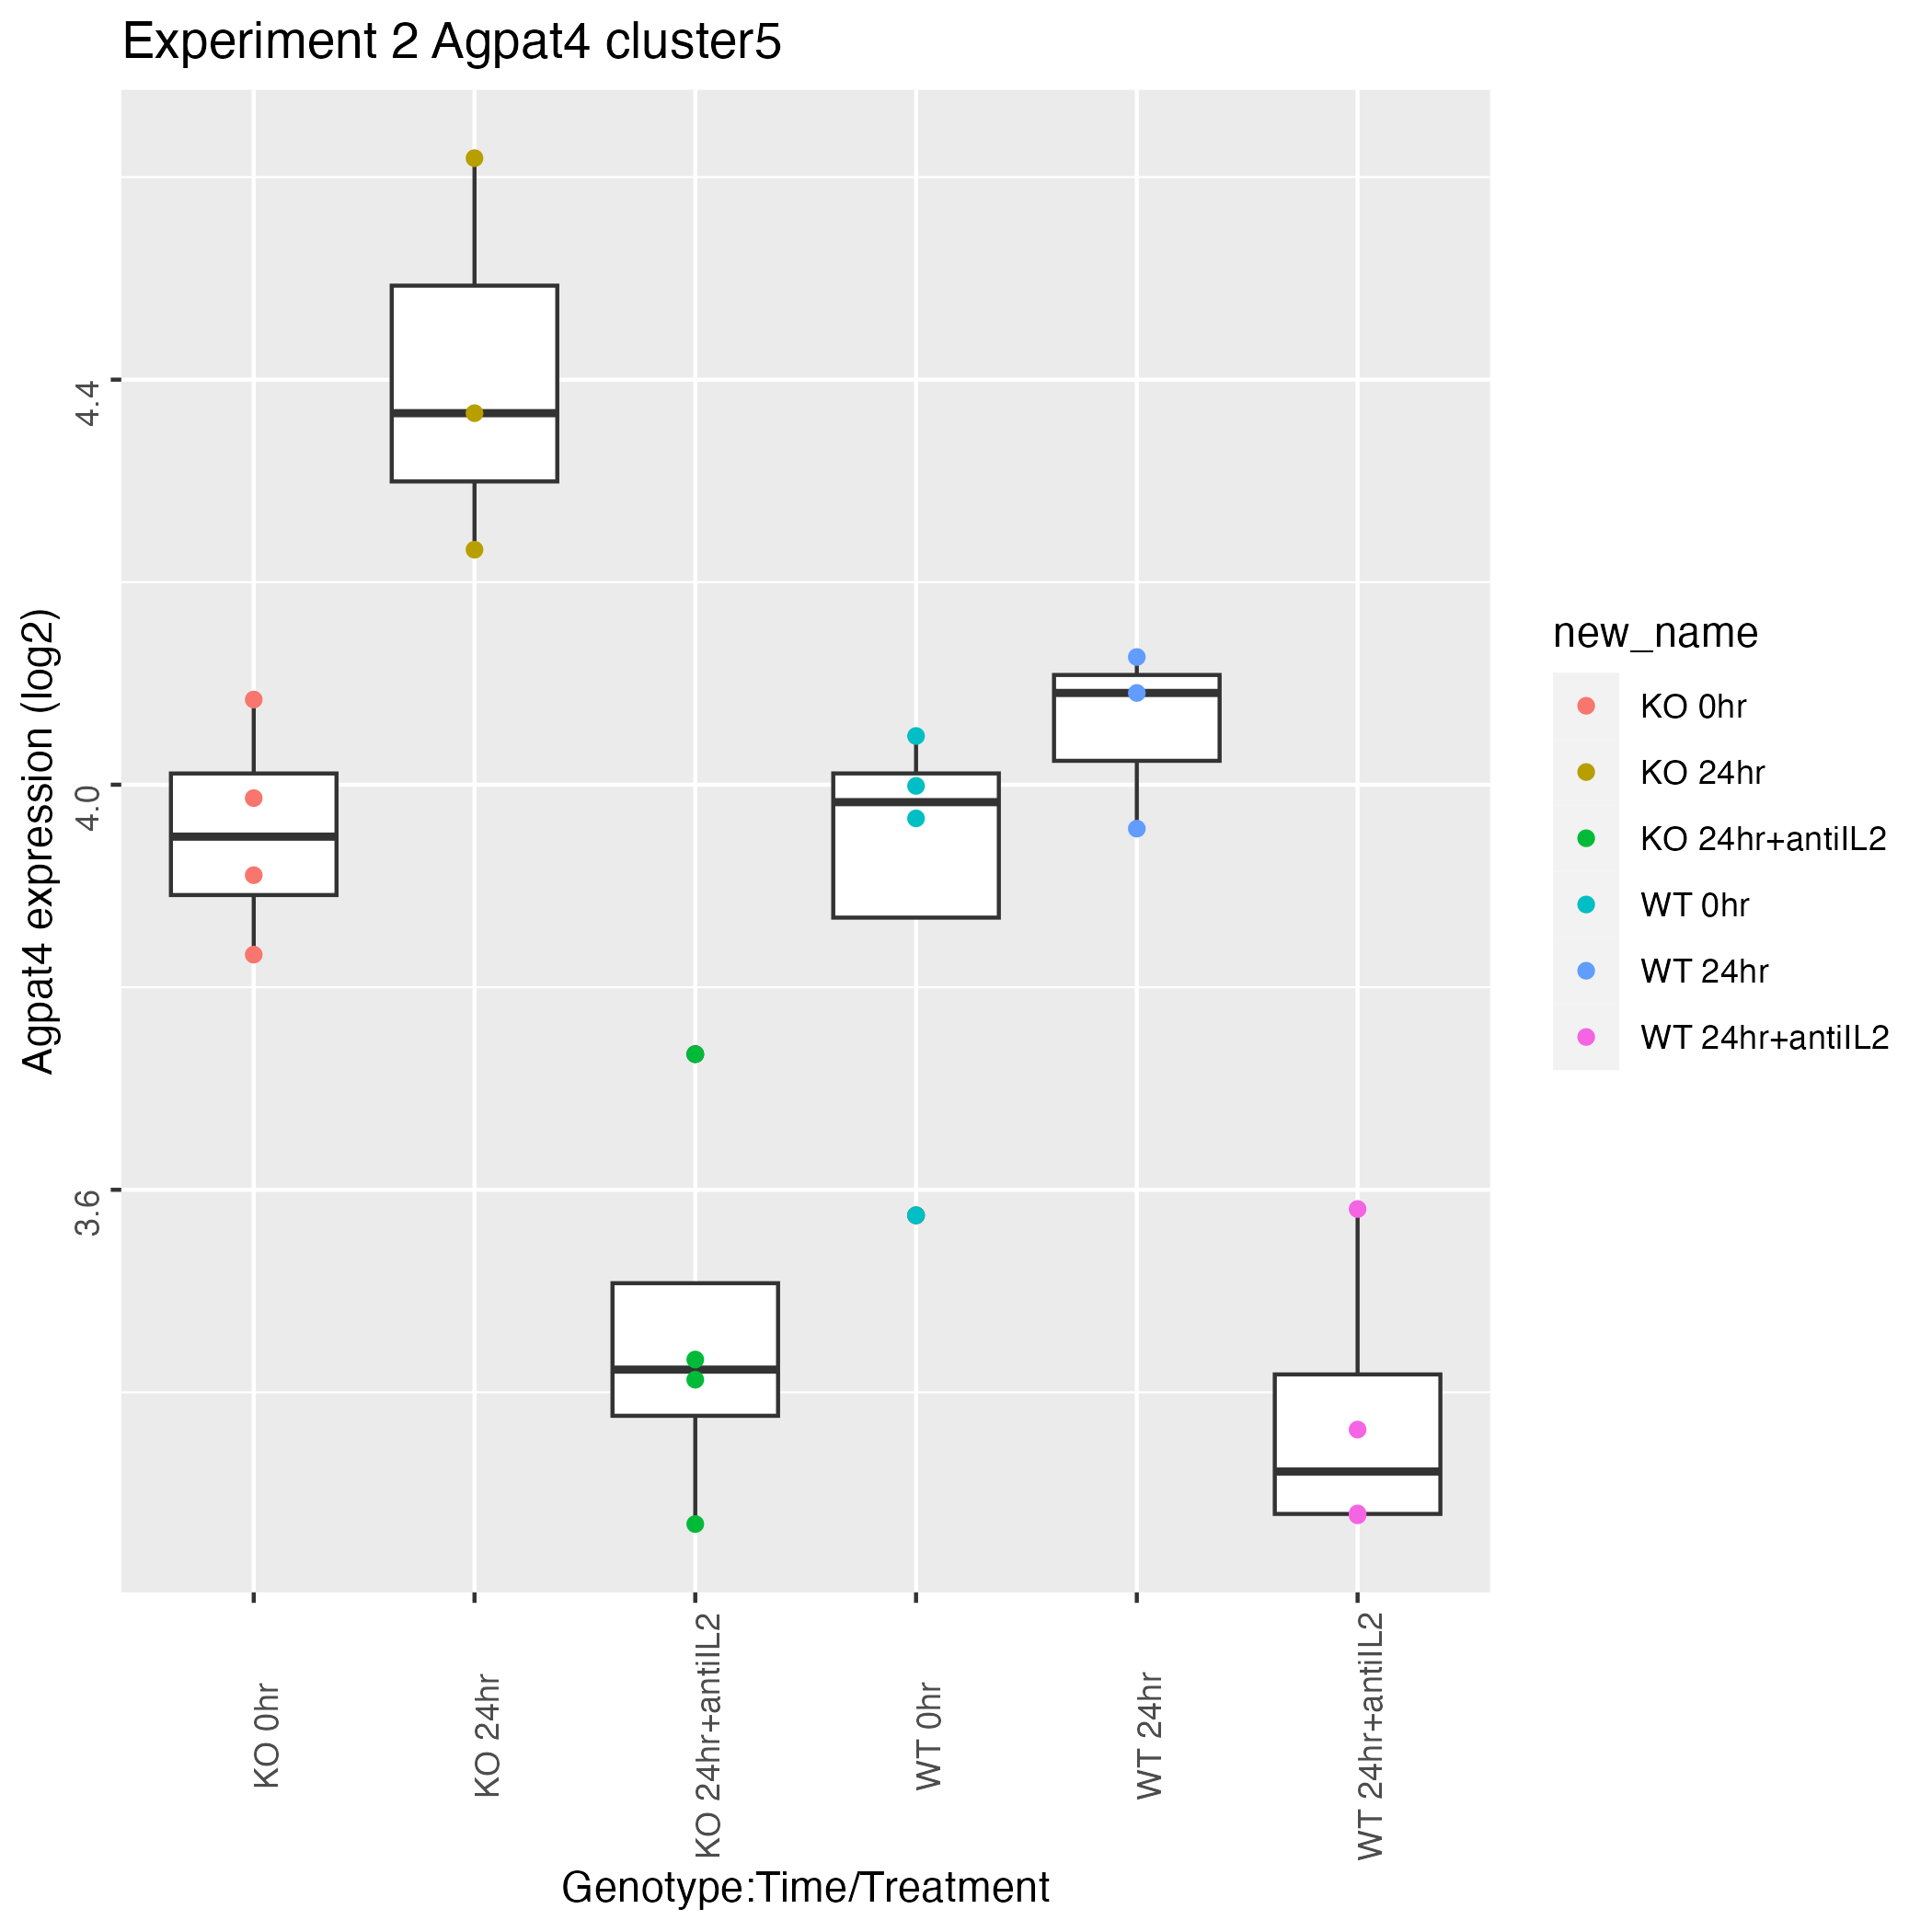 Experiment 2 Agpat4 cluster5
Agpat4 expression (log2)
4.4
4.0
3.6
KO 0hr
KO 24hr
KO 24hr+antiIL2
WT 0hr
WT 24hr
WT 24hr+antiIL2
Genotype:Time/Treatment
new_name
KO 0hr
KO 24hr
KO 24hr+antiIL2
WT 0hr
WT 24hr
WT 24hr+antiIL2